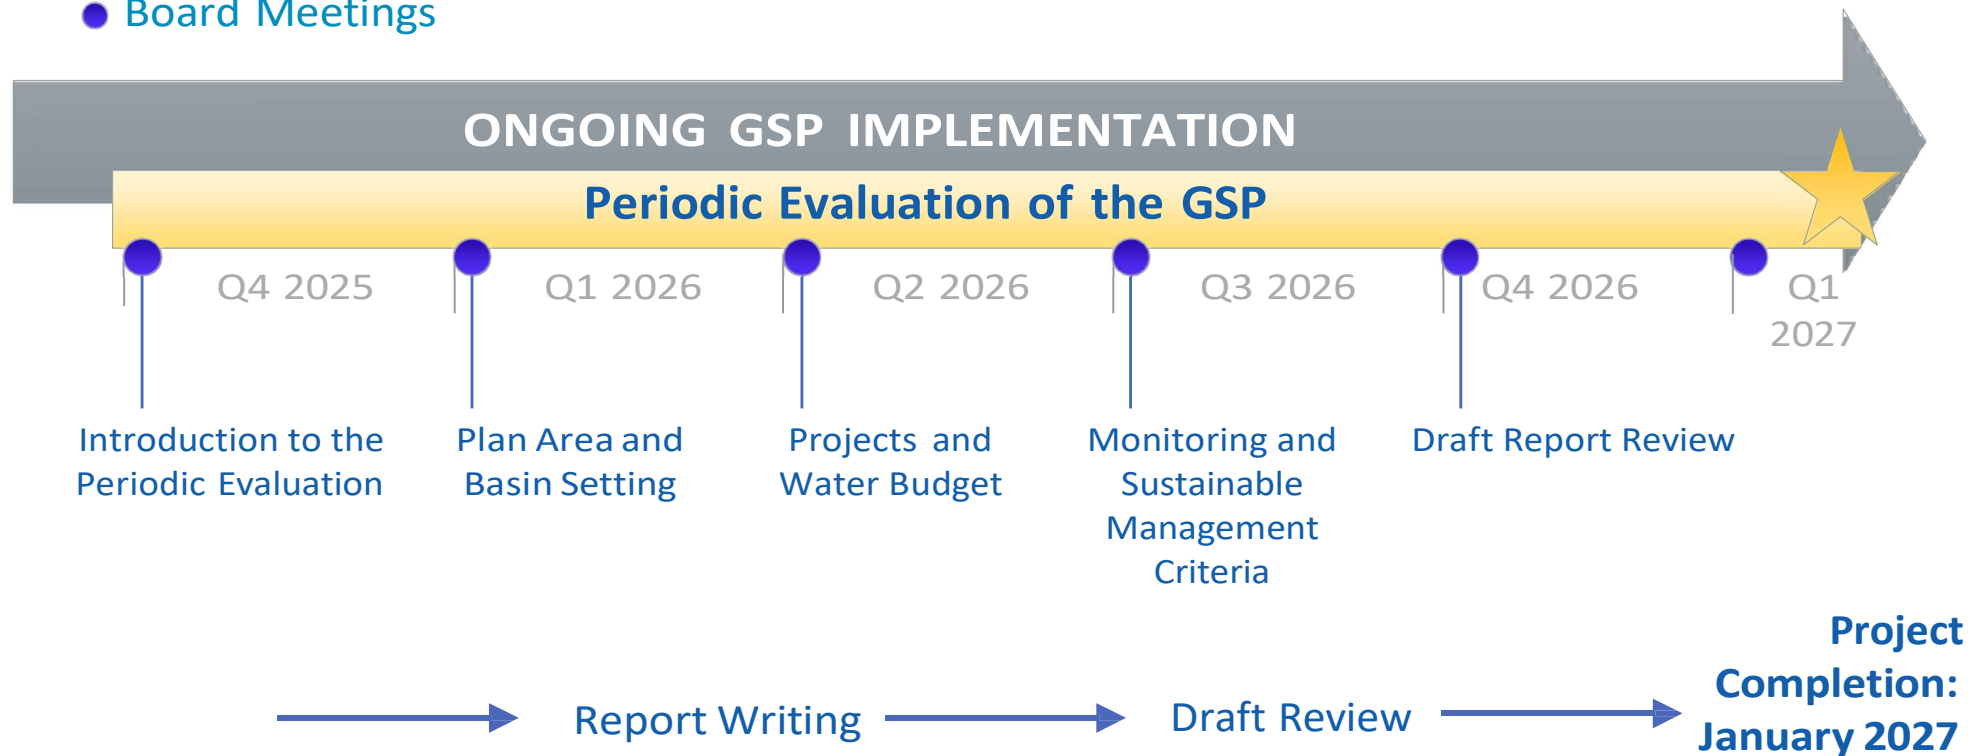 Board Meetings
ONGOING GSP IMPLEMENTATION
Periodic Evaluation of the GSP
Q4 2025
Q1 2026
Q2 2026
Q3 2026
Q4 2026
Q1
2027
Introduction to the
Periodic Evaluation
Plan Area and
Basin Setting
Projects and
Water Budget
Monitoring and
Sustainable
Management
Criteria
Draft Report Review
Report Writing
Draft Review
Project
Completion:
January 2027